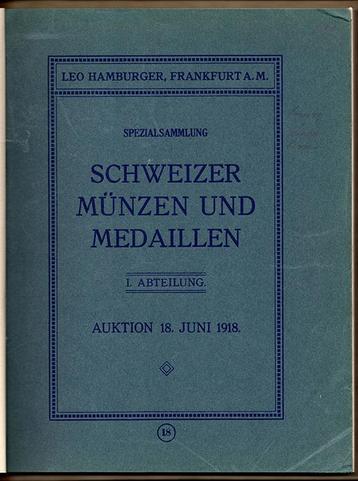 LEO HAMBURGER, FRANKFURT A. M.
SPEZIALSAMMLUNG
SCHWEIZER
MÜNZEN UND
MEDAILLEN
I. ABTEILUNG.
AUKTION 18. JUNI 1918.
18